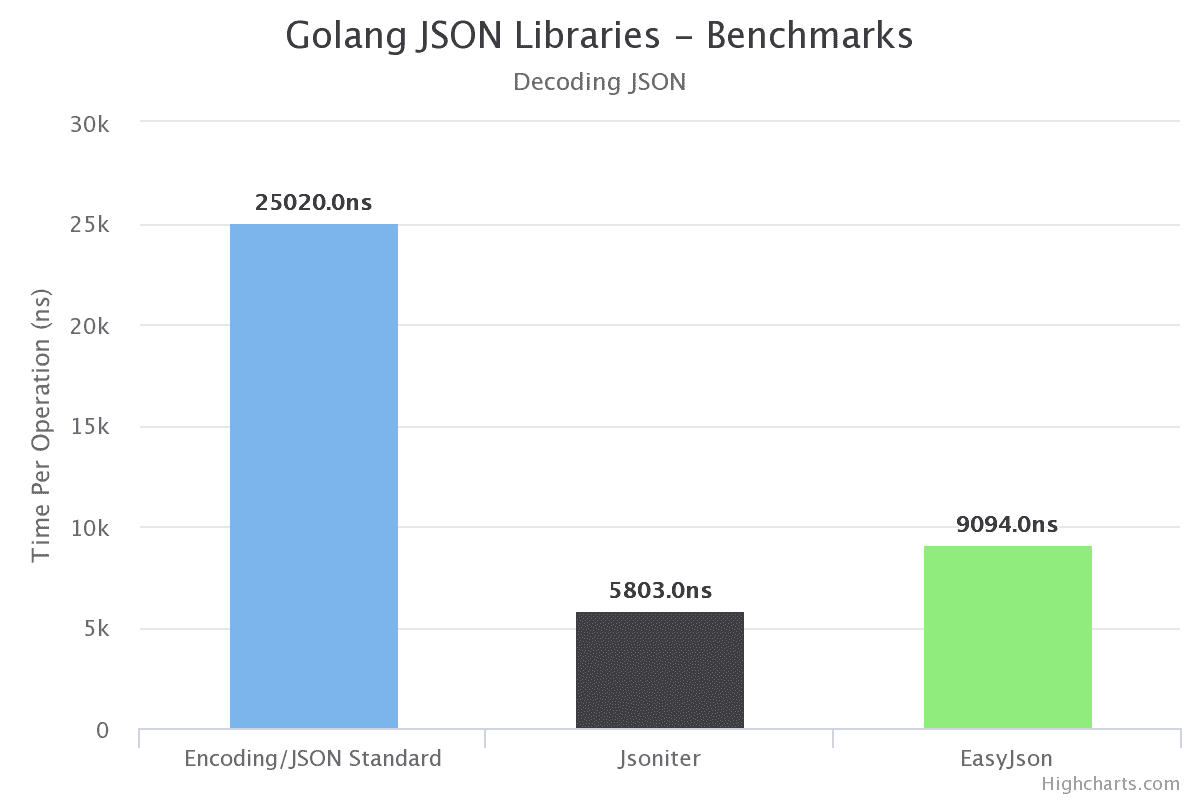 Golang JSON Libraries – Benchmarks
Decoding JSON
Time Per Operation (ns)
30k
25k
20k
15k
10k
5k
0
25020.0ns
5803.0ns
9094.0ns
Encoding/JSON Standard
Jsoniter
EasyJson
Highcharts.com